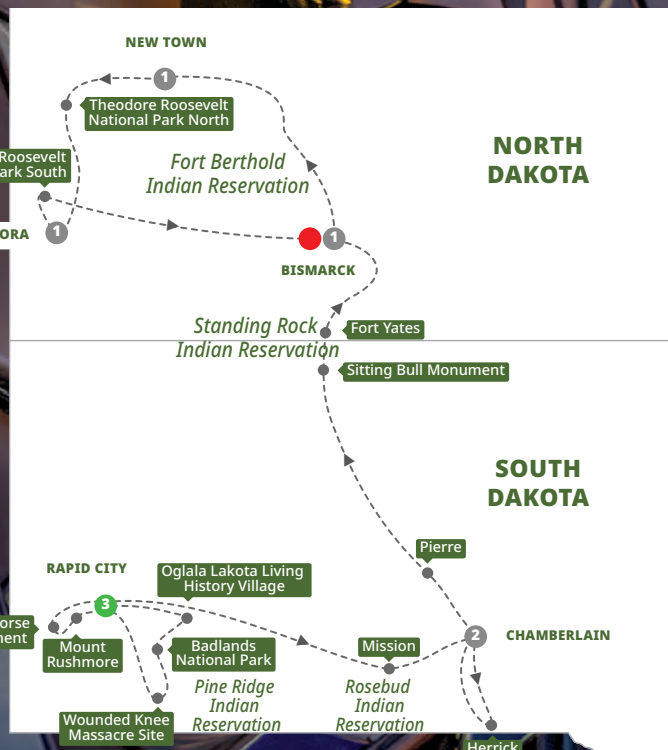 NEW TOWN
1
Theodore Roosevelt
National Park North
NORTH
DAKOTA
Roosevelt
ark South
Fort Berthold
Indian Reservation
ORA
1
1
BISMARCK
Standing Rock
Indian Reservation
Fort Yates
Sitting Bull Monument
SOUTH
DAKOTA
Pierre
RAPID CITY
Oglala Lakota Living
History Village
3
orse
ment
Mount
Rushmore
Badlands
National Park
Mission
2
CHAMBERLAIN
Pine Ridge
Indian
Reservation
Rosebud
Indian
Reservation
Wounded Knee
Massacre Site
Herrick